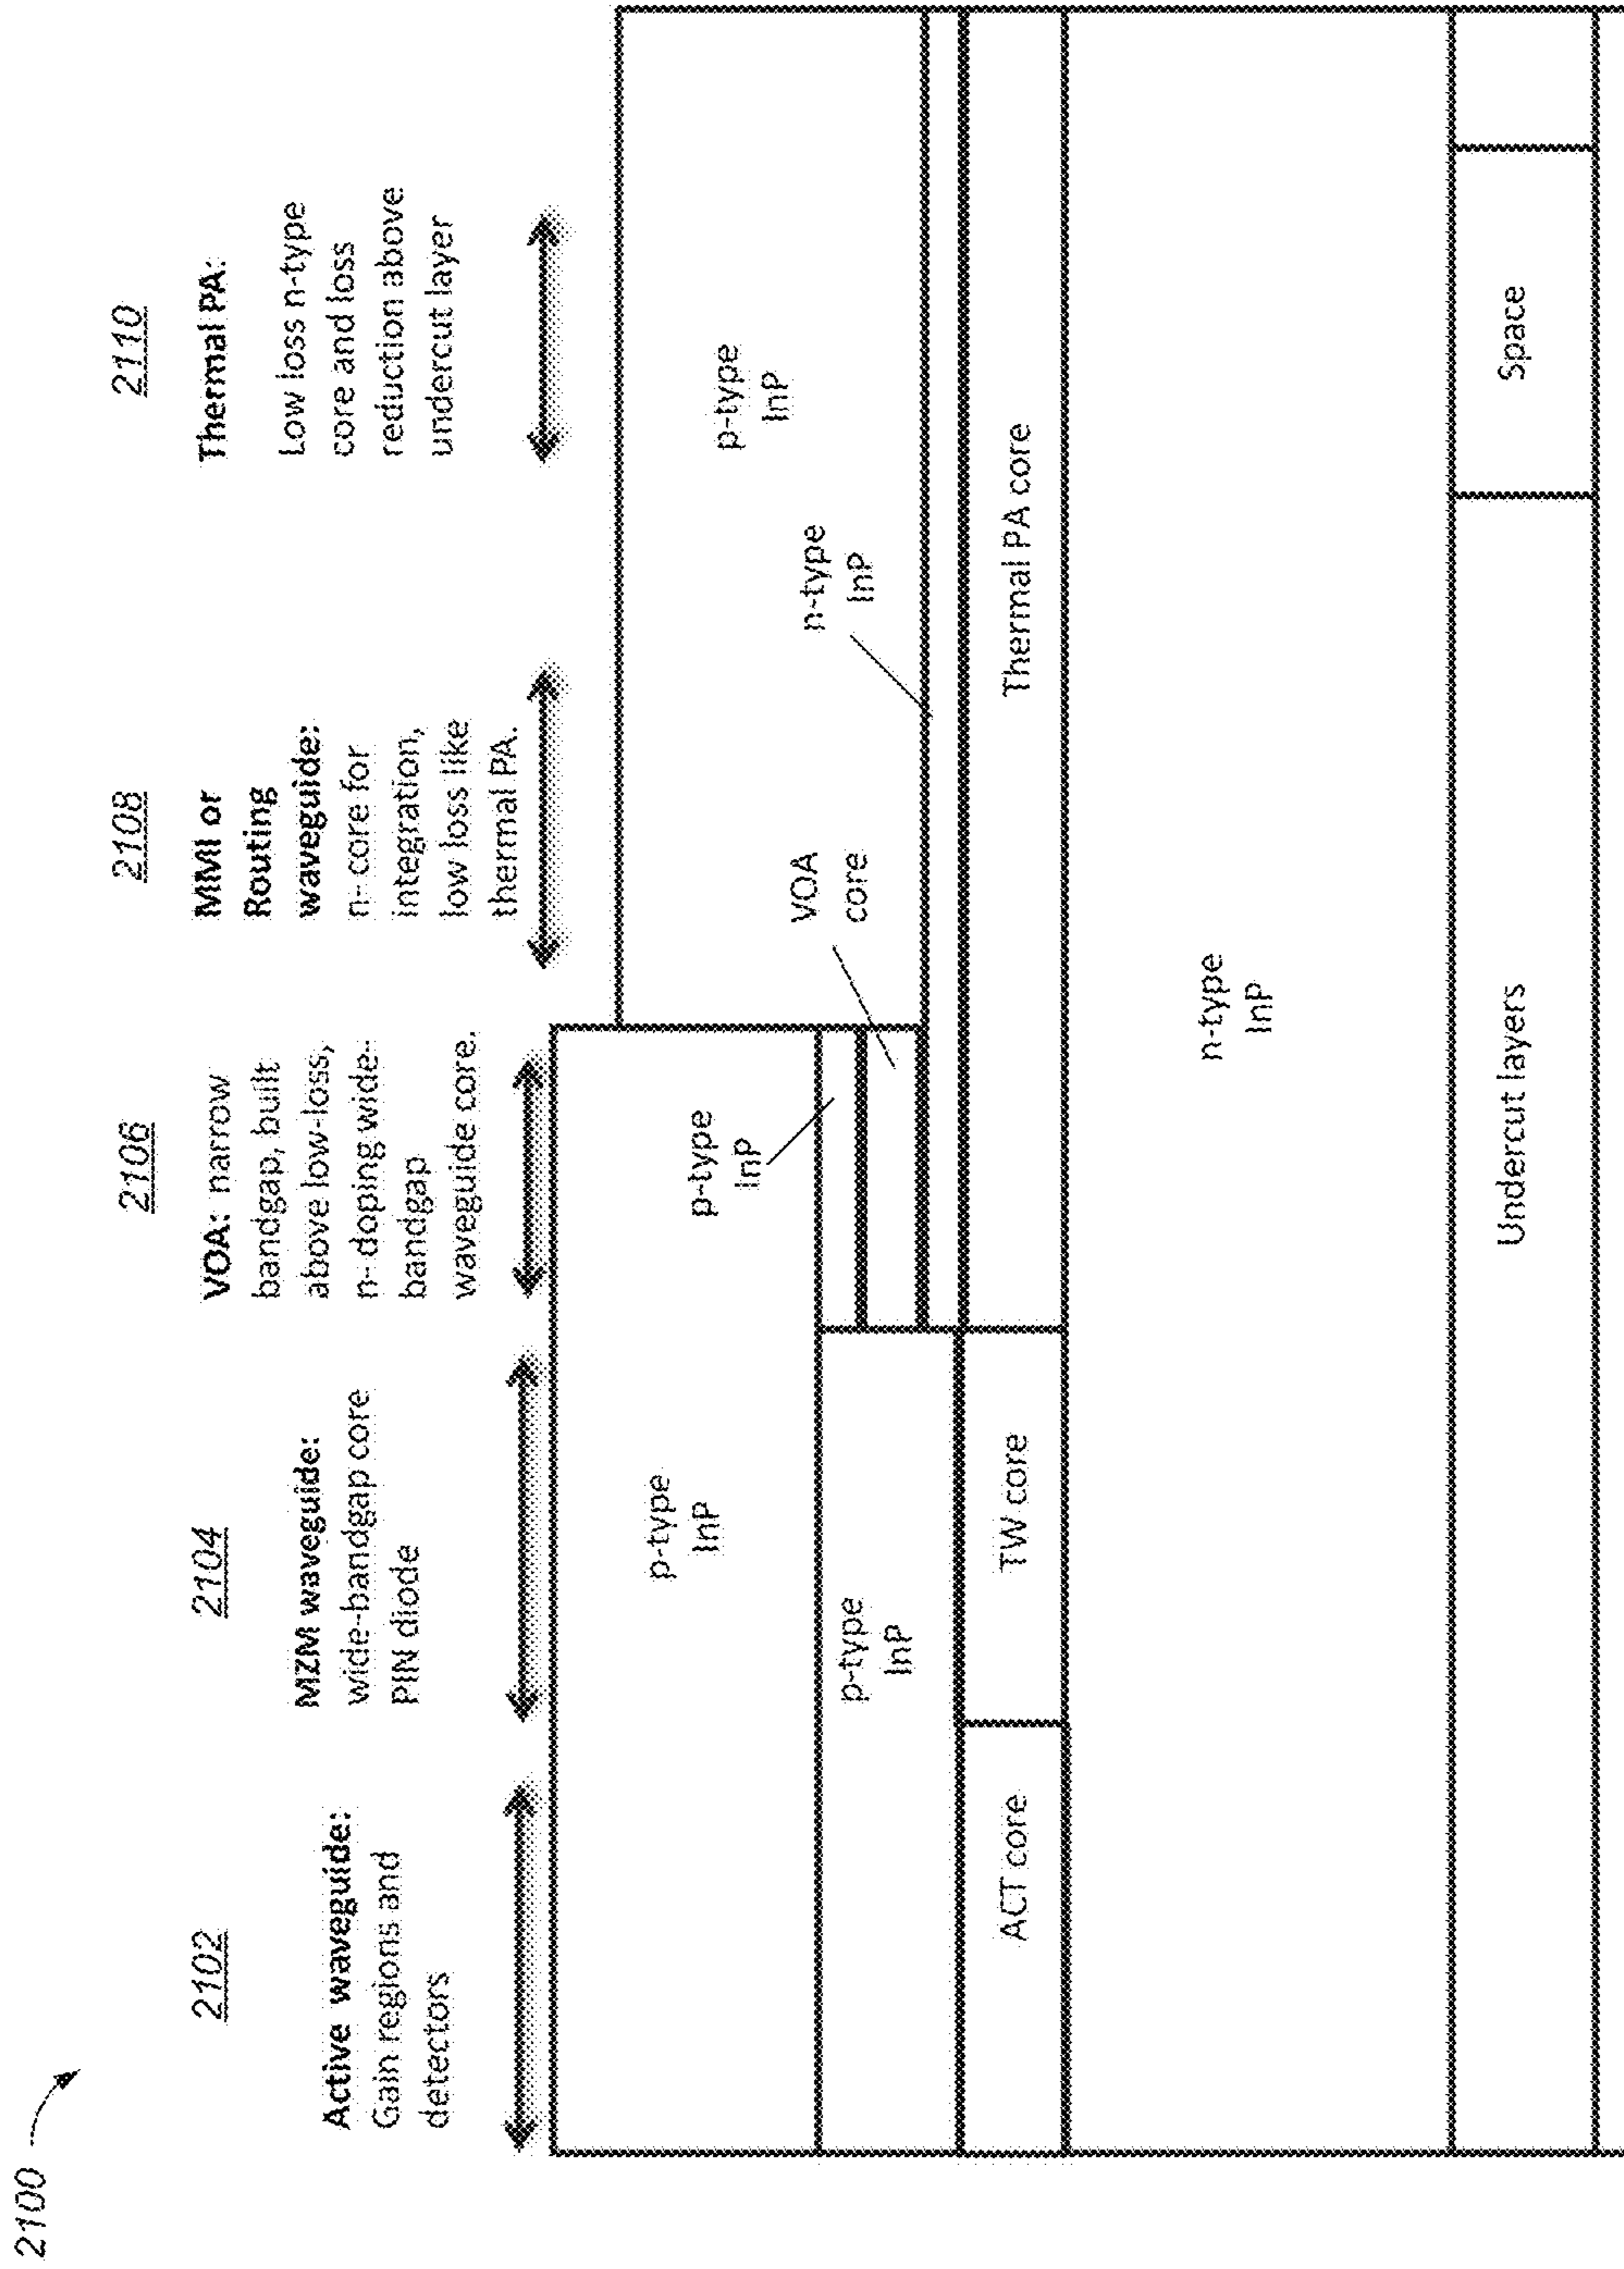 2100
2102
Active waveguide:
Gain regions and
detectors
2104
MZM waveguide:
wide-bandgap core
PIN diode
2106
VOA: narrow
bandgap, built
above low-loss,
n- doping wide-
bandgap
waveguide core.
2108
MMI or
Routing
waveguide:
n- core for
integration,
low loss like
thermal PA.
2110
Thermal PA:
Low loss n-type
core and loss
reduction above
undercut layer
p-type
InP
p-type
InP
p-type
InP
VOA
core
n-type
InP
p-type
InP
ACT core
TW core
Thermal PA core
n-type
InP
Undercut layers
Space